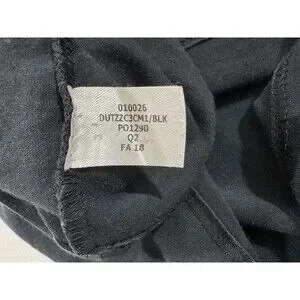 010026
DUTZZC3CM1/BLK
PO1290
Q2
FA 18